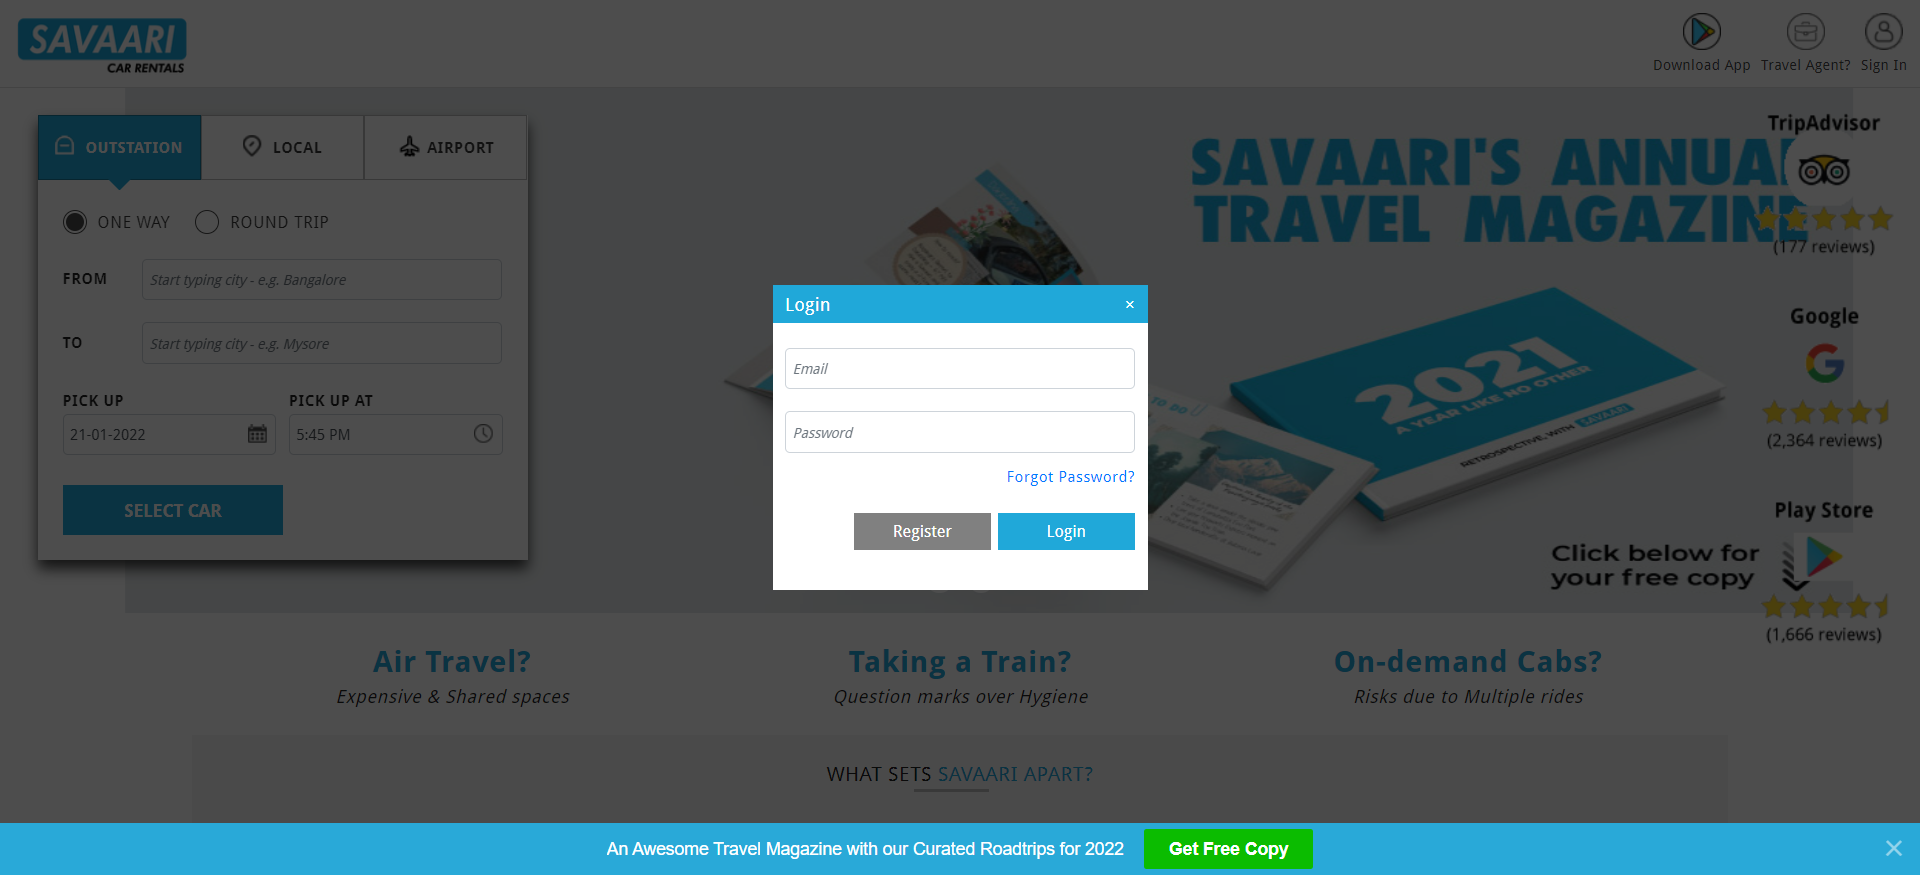 SAVAARI
CAR RENTALS
Download App
Travel Agent?
Sign In
OUTSTATION
LOCAL
AIRPORT
ONE WAY
ROUND TRIP
FROM
Start typing city - e.g. Bangalore
TO
Start typing city - e.g. Mysore
PICK UP
PICK UP AT
21-01-2022
5:45 PM
SELECT CAR
SAVAARI'S ANNUAL
TRAVEL MAGAZINE
2021
A YEAR LIKE NO OTHER
RETROSPECTIVE, WITH SAVAARI
TO DO
Click below for
your free copy
TripAdvisor
(177 reviews)
Google
(2,364 reviews)
Play Store
(1,666 reviews)
Login
×
Email
Password
Forgot Password?
Register
Login
Air Travel?
Expensive & Shared spaces
Taking a Train?
Question marks over Hygiene
On-demand Cabs?
Risks due to Multiple rides
WHAT SETS SAVAARI APART?
An Awesome Travel Magazine with our Curated Roadtrips for 2022
Get Free Copy